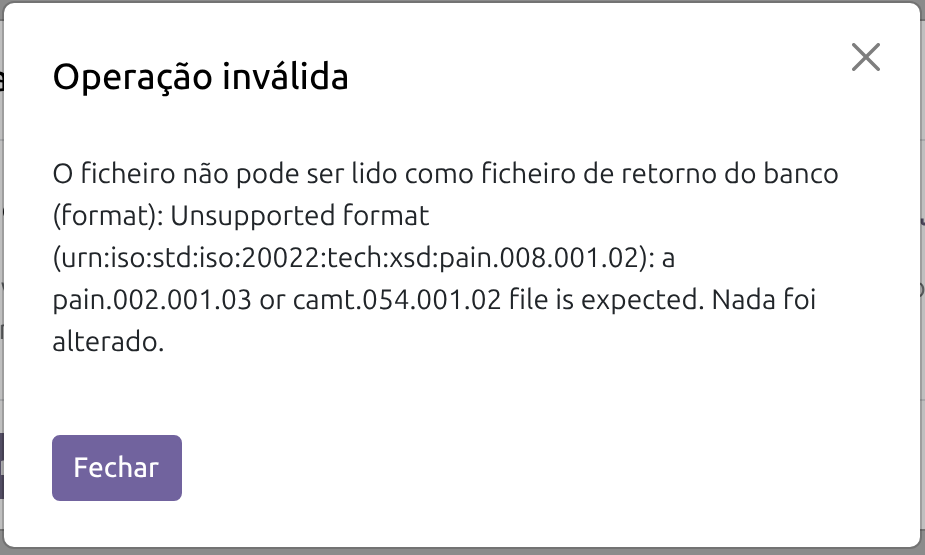 Operação inválida
O ficheiro não pode ser lido como ficheiro de retorno do banco
(format): Unsupported format
(urn:iso:std:iso:20022:tech:xsd:pain.008.001.02): a
pain.002.001.03 or camt.054.001.02 file is expected. Nada foi
alterado.
Fechar